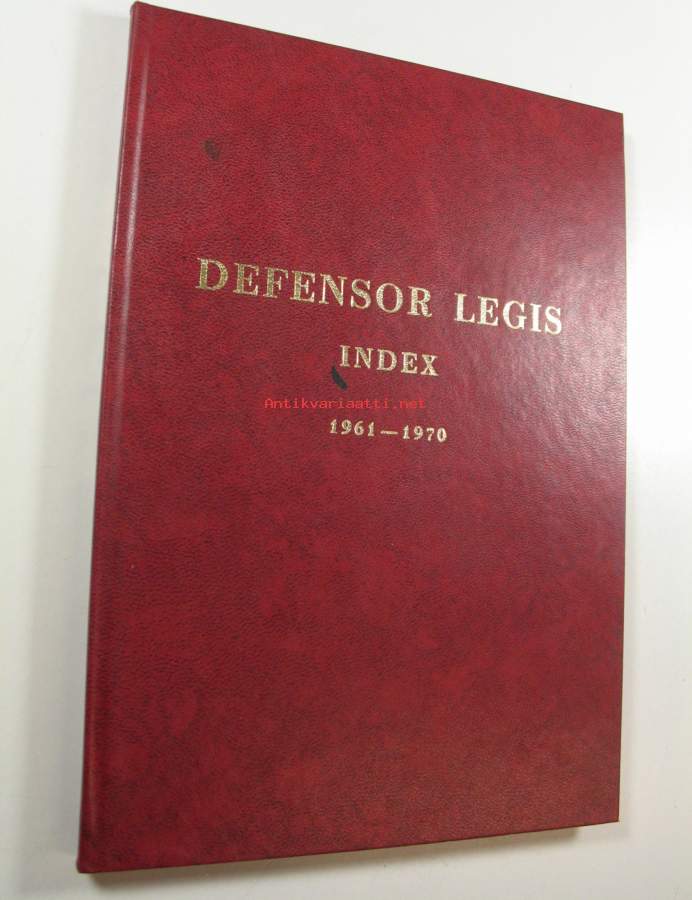 DEFENSOR LEGIS
INDEX
Antikvariaatti.net
1961—1970